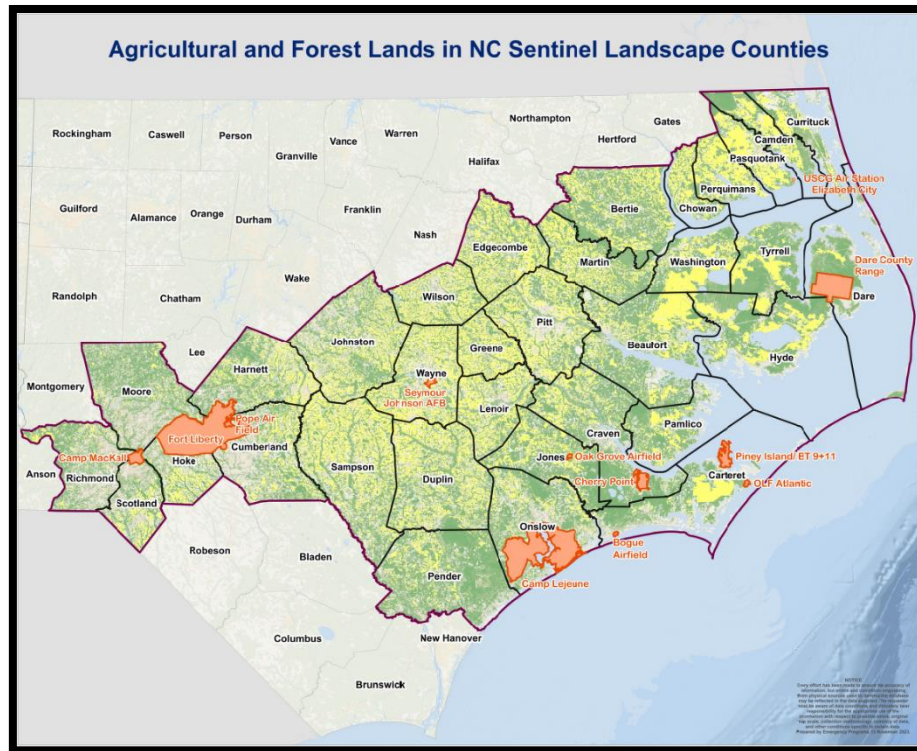 Agricultural and Forest Lands in NC Sentinel Landscape Counties
Rockingham
Caswell
Person
Vance
Warren
Northampton
Gates
Hertford
Granville
Halifax
Currituck
Camden
Pasquotank
USCG Air Station
Elizabeth City
Perquimans
Chowan
Bertie
Guilford
Alamance
Orange
Durham
Franklin
Nash
Edgecombe
Martin
Washington
Tyrrell
Dare County
Range
Dare
Wake
Randolph
Chatham
Wilson
Pitt
Johnston
Greene
Beaufort
Hyde
Lee
Harnett
Wayne
Seymour
Johnson AFB
Montgomery
Moore
Lenoir
Craven
Pamlico
Pope Air
Field
Fort Liberty
Cumberland
Camp MacKall
Hoke
Sampson
Duplin
Jones
Oak Grove Airfield
Piney Island/ ET 9+11
Anson
Richmond
Carteret
Cherry Point
OLF Atlantic
Scotland
Robeson
Bladen
Onslow
Bogue
Airfield
Camp Lejeune
Pender
Columbus
New Hanover
Brunswick
NOTICE